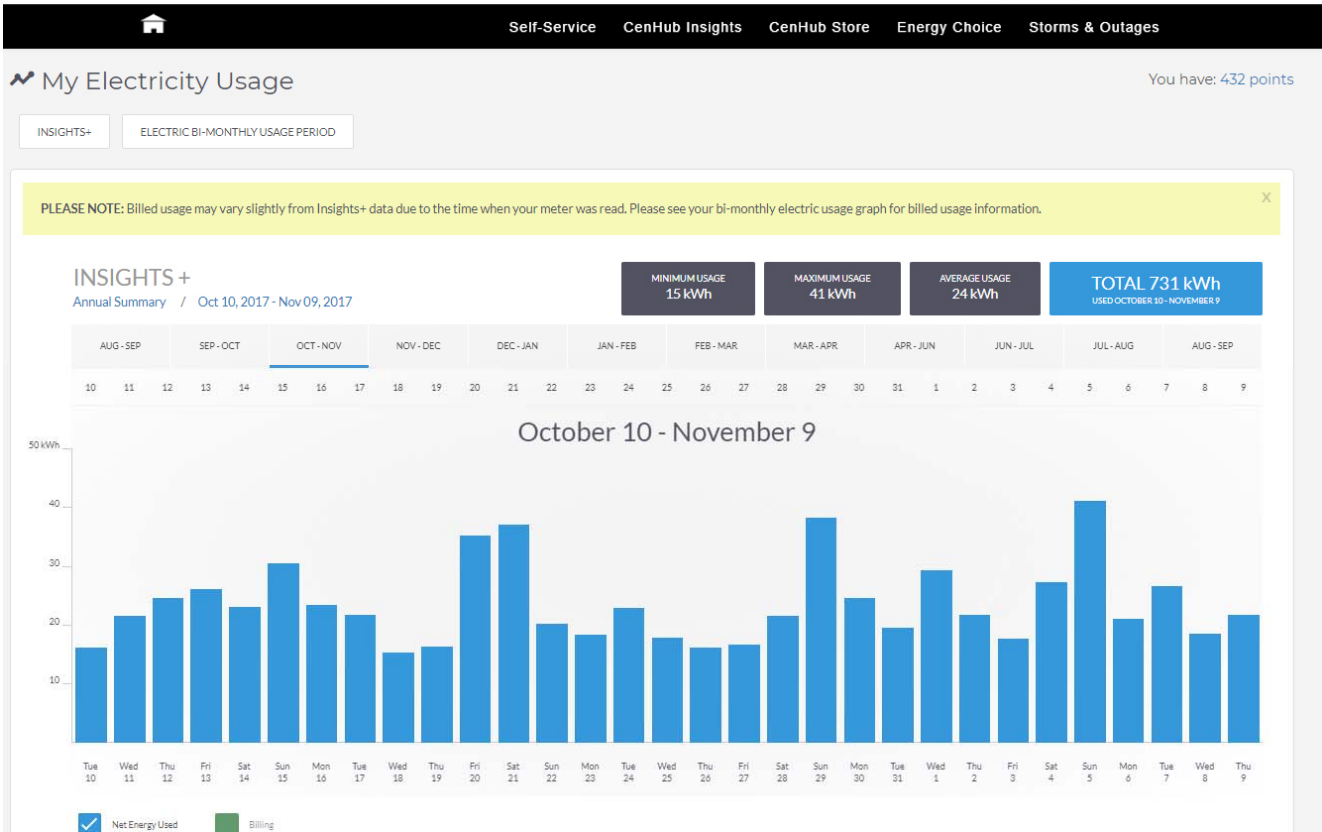 Self-Service CenHub Insights CenHub Store Energy Choice Storms & Outages
My Electricity Usage
You have: 432 points
INSIGHTS+ ELECTRIC BI-MONTHLY USAGE PERIOD
PLEASE NOTE: Billed usage may vary slightly from Insights+ data due to the time when your meter was read. Please see your bi-monthly electric usage graph for billed usage information.
X
INSIGHTS +
Annual Summary / Oct 10, 2017 - Nov 09, 2017
MINIMUM USAGE
15 kWh
MAXIMUM USAGE
41 kWh
AVERAGE USAGE
24 kWh
TOTAL 731 kWh
USED OCTOBER 10 - NOVEMBER 9
AUG - SEP SEP - OCT OCT - NOV NOV - DEC DEC - JAN JAN - FEB FEB - MAR MAR - APR APR - JUN JUN - JUL JUL - AUG AUG - SEP
10 11 12 13 14 15 16 17 18 19 20 21 22 23 24 25 26 27 28 29 30 31 1 2 3 4 5 6 7 8 9
October 10 - November 9
50 kWh
40
30
20
10
Tue Wed Thu Fri Sat Sun Mon Tue Wed Thu Fri Sat Sun Mon Tue Wed Thu Fri Sat Sun Mon Tue Wed Thu Fri Sat Sun Mon Tue Wed Thu
10 11 12 13 14 15 16 17 18 19 20 21 22 23 24 25 26 27 28 29 30 31 1 2 3 4 5 6 7 8 9
Net Energy Used Billing